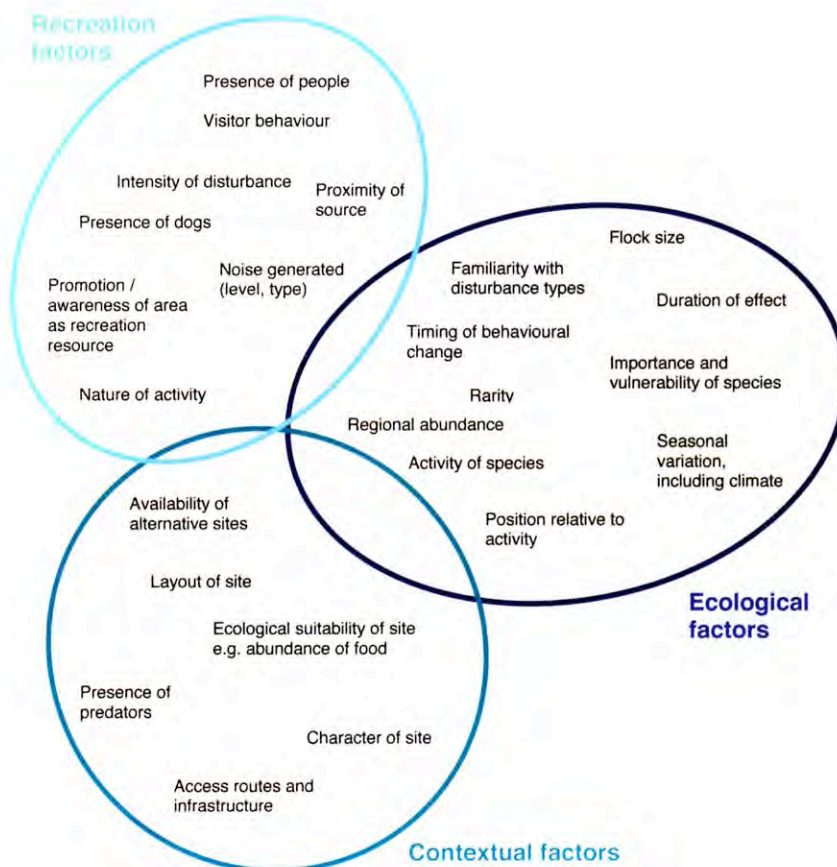 Recreation
factors
Presence of people
Visitor behaviour
Intensity of disturbance
Proximity of
source
Presence of dogs
Noise generated
(level, type)
Promotion /
awareness of area
as recreation
resource
Nature of activity
Flock size
Familiarity with
disturbance types
Duration of effect
Timing of behavioural
change
Importance and
vulnerability of species
Rarity
Regional abundance
Activity of species
Seasonal
variation,
including climate
Position relative to
activity
Ecological
factors
Availability of
alternative sites
Layout of site
Ecological suitability of site
e.g. abundance of food
Presence of
predators
Character of site
Access routes and
infrastructure
Contextual factors